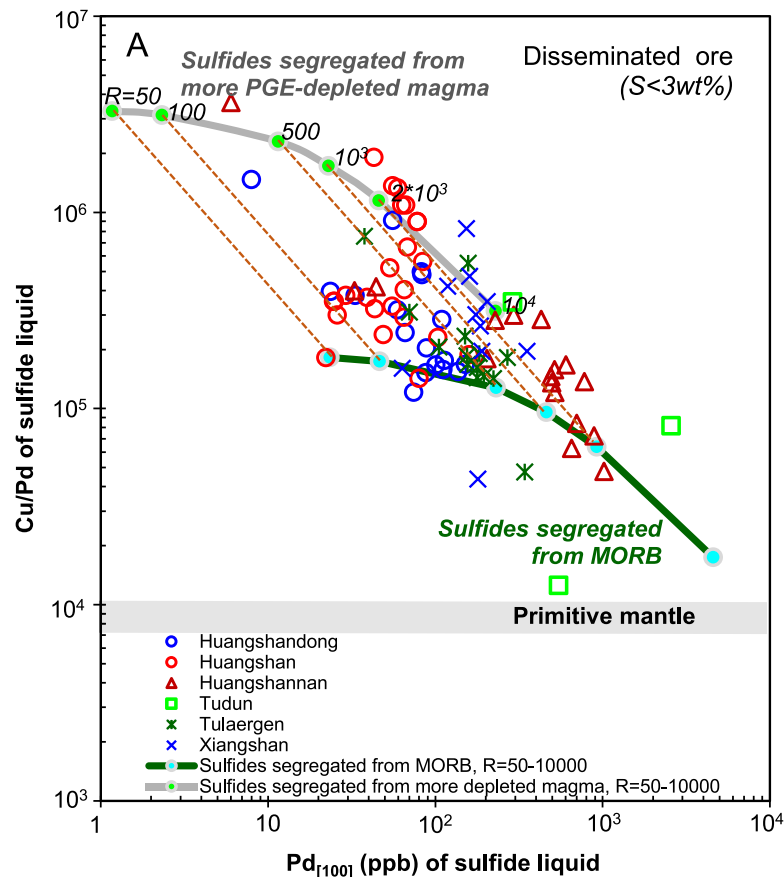 A
Sulfides segregated from
more PGE-depleted magma
Disseminated ore
(S<3wt%)
R=50
100
500
10³
2*10³
10⁴
Sulfides segregated
from MORB
Primitive mantle
Huangshandong
Huangshan
Huangshannan
Tudun
Tulaergen
Xiangshan
Sulfides segregated from MORB, R=50-10000
Sulfides segregated from more depleted magma, R=50-10000
Cu/Pd of sulfide liquid
10⁷
10⁶
10⁵
10⁴
10³
1
10
10²
10³
10⁴
Pd[100] (ppb) of sulfide liquid